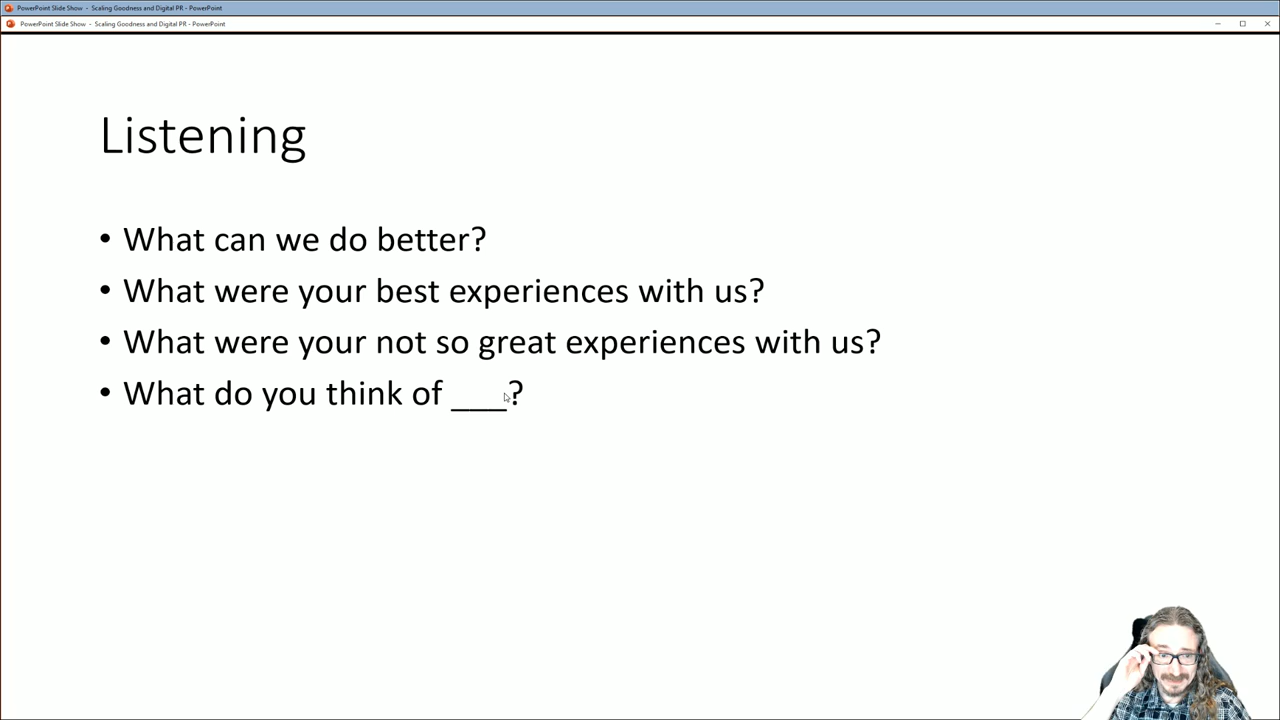 PowerPoint Slide Show - Scaling Goodness and Digital PR - PowerPoint
PowerPoint Slide Show - Scaling Goodness and Digital PR - PowerPoint
Listening
• What can we do better?
• What were your best experiences with us?
• What were your not so great experiences with us?
• What do you think of ___?